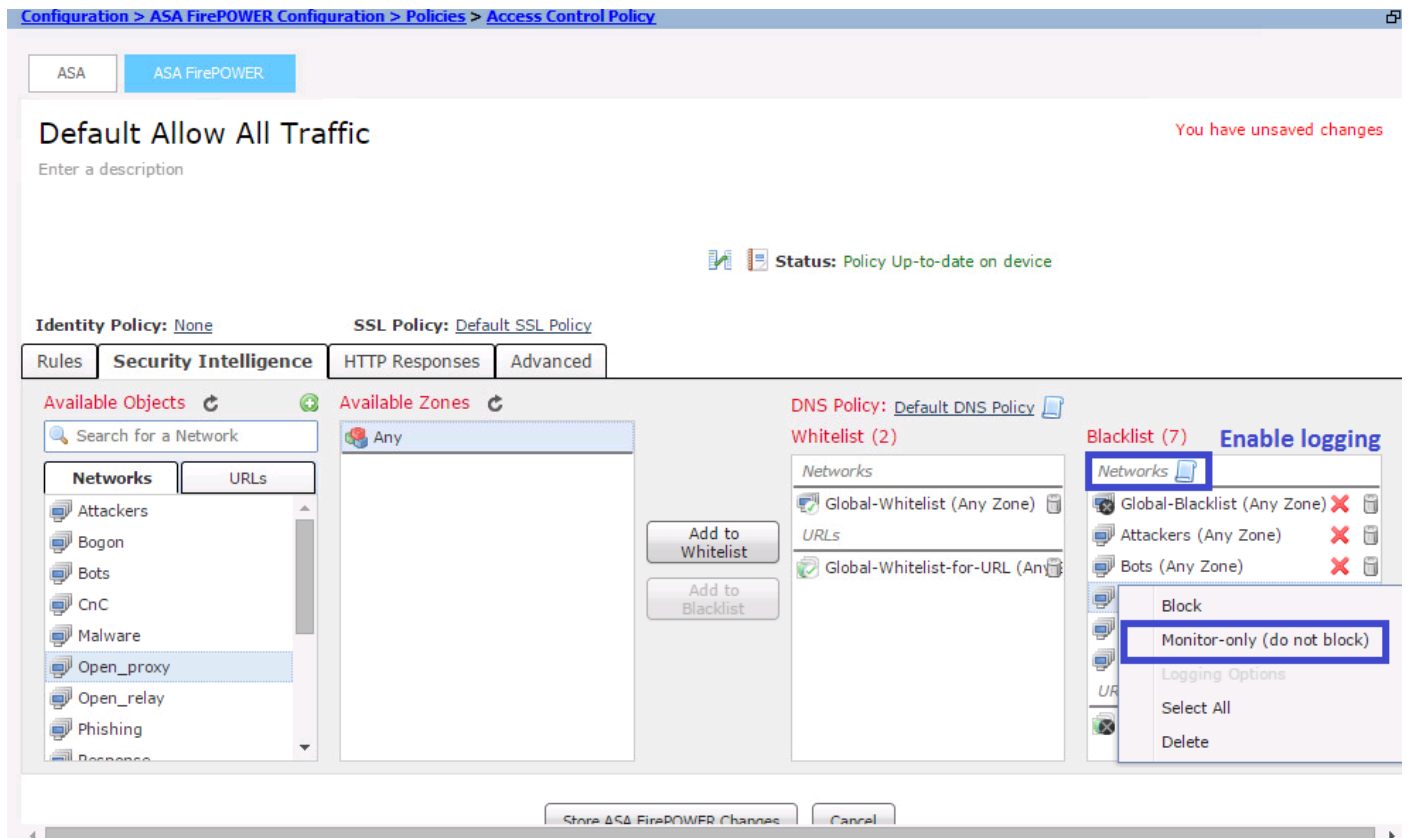 Configuration > ASA FirePOWER Configuration > Policies > Access Control Policy
ASA
ASA FirePOWER
Default Allow All Traffic
You have unsaved changes
Enter a description
Status: Policy Up-to-date on device
Identity Policy: None
SSL Policy: Default SSL Policy
Rules
Security Intelligence
HTTP Responses
Advanced
Available Objects
Search for a Network
Networks
URLs
Attackers
Bogon
Bots
CnC
Malware
Open_proxy
Open_relay
Phishing
Response
Available Zones
Any
Add to
Whitelist
Add to
Blacklist
DNS Policy: Default DNS Policy
Whitelist (2)
Networks
Global-Whitelist (Any Zone)
URLs
Global-Whitelist-for-URL (Any
Blacklist (7)
Enable logging
Networks
Global-Blacklist (Any Zone)
Attackers (Any Zone)
Bots (Any Zone)
UR
Block
Monitor-only (do not block)
Logging Options
Select All
Delete
Store ASA FirePOWER Changes
Cancel